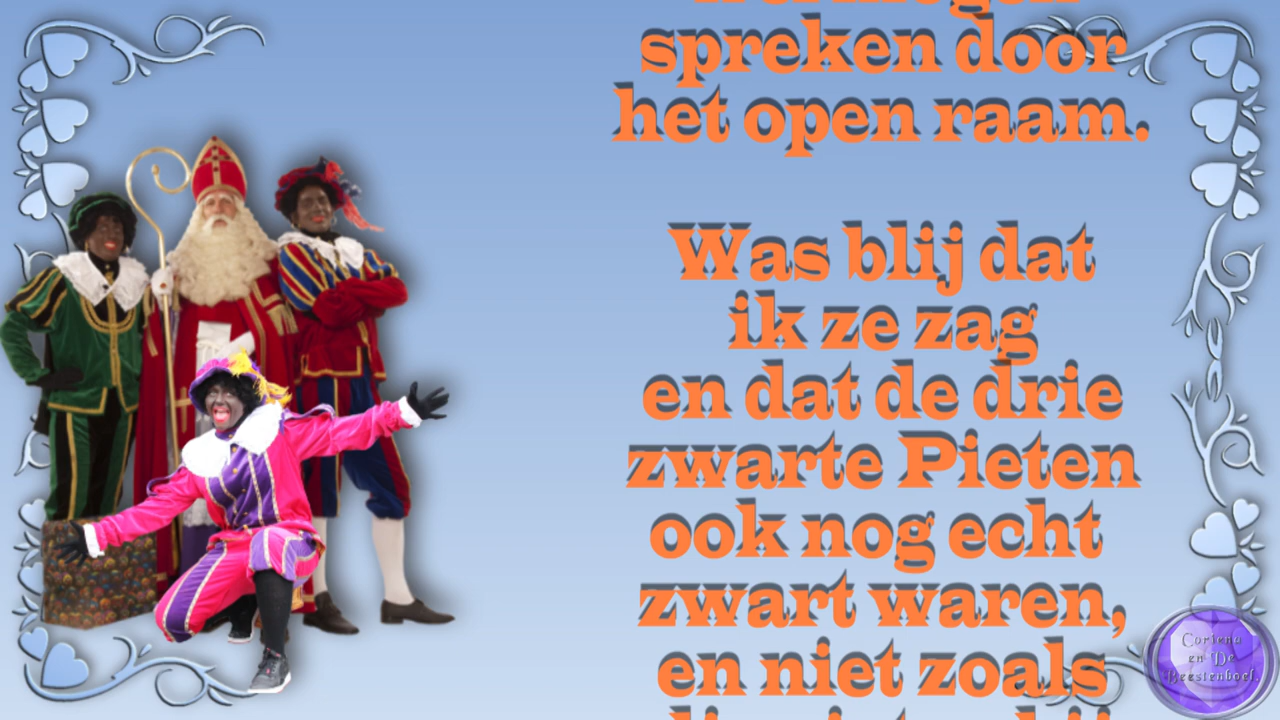 spreken door
het open raam.
Was blij dat
ik ze zag
en dat de drie
zwarte Pieten
ook nog echt
zwart waren,
en niet zoals
Coriena
en De
Beestenboel.